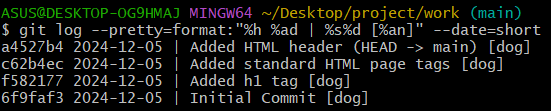 ASUS@DESKTOP-OG9HMAJ MINGW64 ~/Desktop/project/work (main)
$ git log --pretty=format:"%h %ad | %s%d [%an]" --date=short
a4527b4 2024-12-05 | Added HTML header (HEAD -> main) [dog]
c62b4ec 2024-12-05 | Added standard HTML page tags [dog]
f582177 2024-12-05 | Added h1 tag [dog]
6f9faf3 2024-12-05 | Initial Commit [dog]